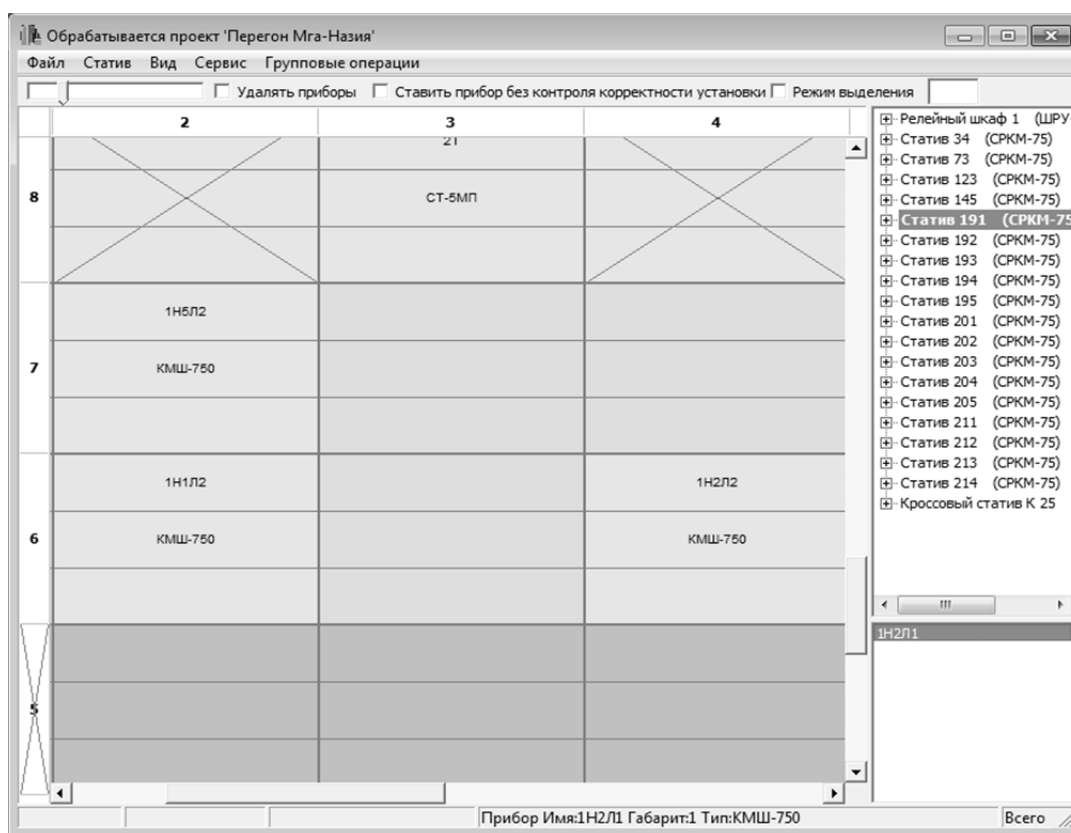 Обрабатывается проект 'Перегон Мга-Назия'
Файл Статив Вид Сервис Групповые операции
Удалять приборы Ставить прибор без контроля корректности установки Режим выделения
2 3 4
21
8 СТ-5МП
1Н5Л2
7 КМШ-750
1Н1Л2 1Н2Л2
6 КМШ-750 КМШ-750
5
Релейный шкаф 1 (ШРУ-
Статив 34 (СРКМ-75)
Статив 73 (СРКМ-75)
Статив 123 (СРКМ-75)
Статив 145 (СРКМ-75)
Статив 191 (СРКМ-75
Статив 192 (СРКМ-75)
Статив 193 (СРКМ-75)
Статив 194 (СРКМ-75)
Статив 195 (СРКМ-75)
Статив 201 (СРКМ-75)
Статив 202 (СРКМ-75)
Статив 203 (СРКМ-75)
Статив 204 (СРКМ-75)
Статив 205 (СРКМ-75)
Статив 211 (СРКМ-75)
Статив 212 (СРКМ-75)
Статив 213 (СРКМ-75)
Статив 214 (СРКМ-75)
Кроссовый статив К 25
1Н2Л1
Прибор Имя:1Н2Л1 Габарит:1 Тип:КМШ-750 Всего